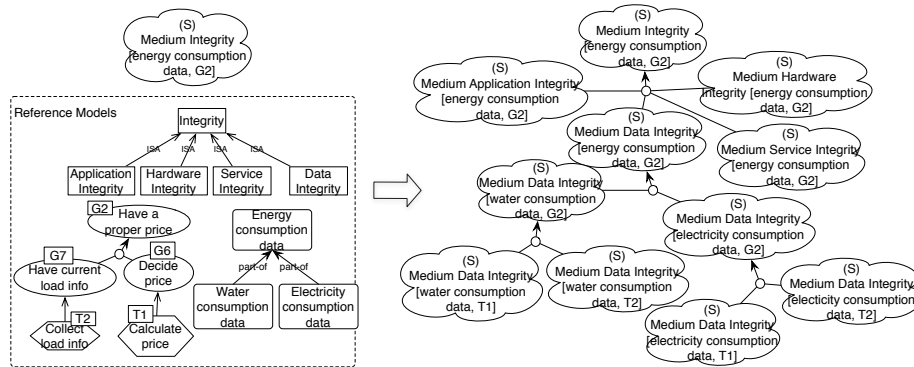 (S)
Medium Integrity
[energy consumption
data, G2]
Reference Models
Integrity
ISA
ISA
ISA
ISA
Application
Integrity
Hardware
Integrity
Service
Integrity
Data
Integrity
G2
Have a
proper price
G7
Have current
load info
G6
Decide
price
T2
Collect
load info
T1
Calculate
price
Energy
consumption
data
part-of
part-of
Water
consumption
data
Electricity
consumption
data
(S)
Medium Integrity
[energy consumption
data, G2]
(S)
Medium Application Integrity
[energy consumption
data, G2]
(S)
Medium Hardware
Integrity [energy consumption
data, G2]
(S)
Medium Data Integrity
[energy consumption
data, G2]
(S)
Medium Service Integrity
[energy consumption
data, G2]
(S)
Medium Data Integrity
[water consumption
data, G2]
(S)
Medium Data Integrity
[electricity consumption
data, G2]
(S)
Medium Data Integrity
[water consumption
data, T1]
(S)
Medium Data Integrity
[water consumption
data, T2]
(S)
Medium Data Integrity
[elecicity consumption
data, T2]
(S)
Medium Data Integrity
[electricity consumption
data, T1]